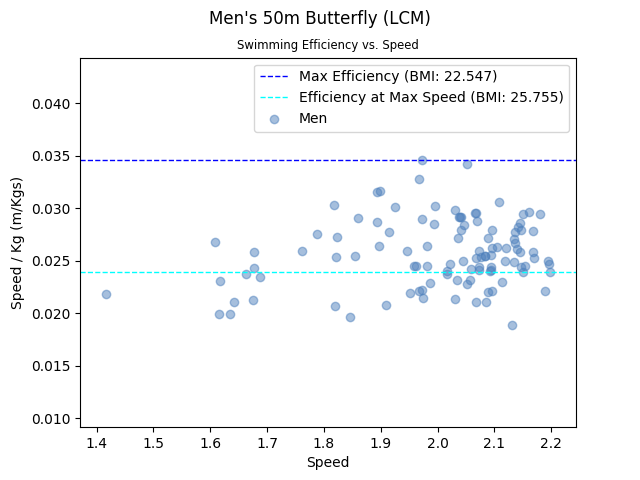 Men's 50m Butterfly (LCM)
Swimming Efficiency vs. Speed
Max Efficiency (BMI: 22.547)
Efficiency at Max Speed (BMI: 25.755)
Men
Speed / Kg (m/Kgs)
0.040
0.035
0.030
0.025
0.020
0.015
0.010
1.4 1.5 1.6 1.7 1.8 1.9 2.0 2.1 2.2
Speed